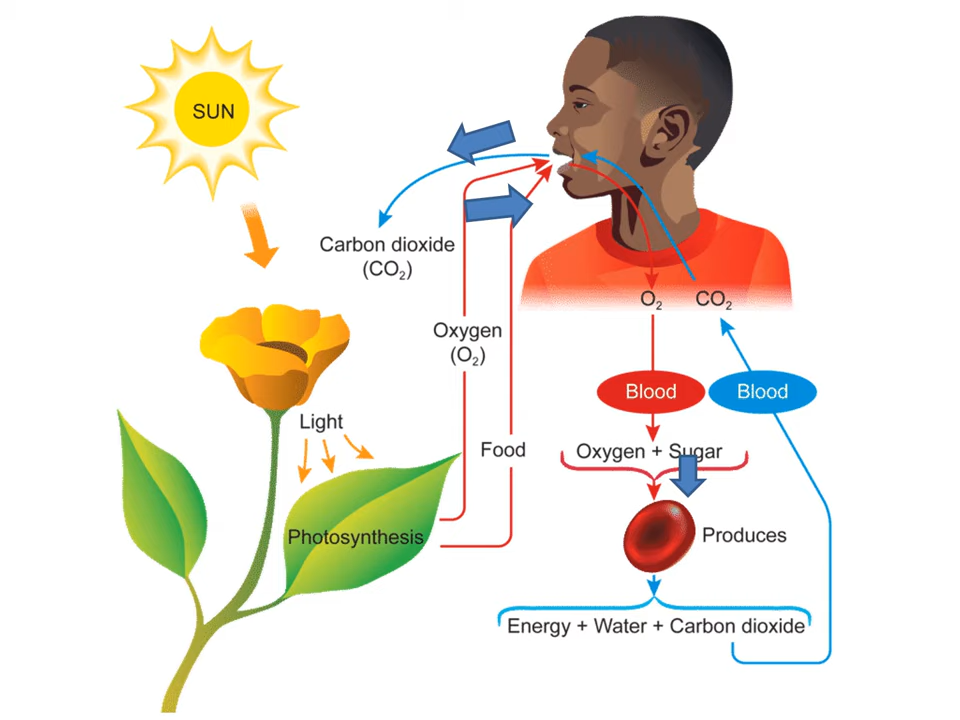 SUN
Carbon dioxide
(CO₂)
O₂
CO₂
Oxygen
(O₂)
Blood
Blood
Light
Food
Oxygen + Sugar
Photosynthesis
Produces
Energy + Water + Carbon dioxide